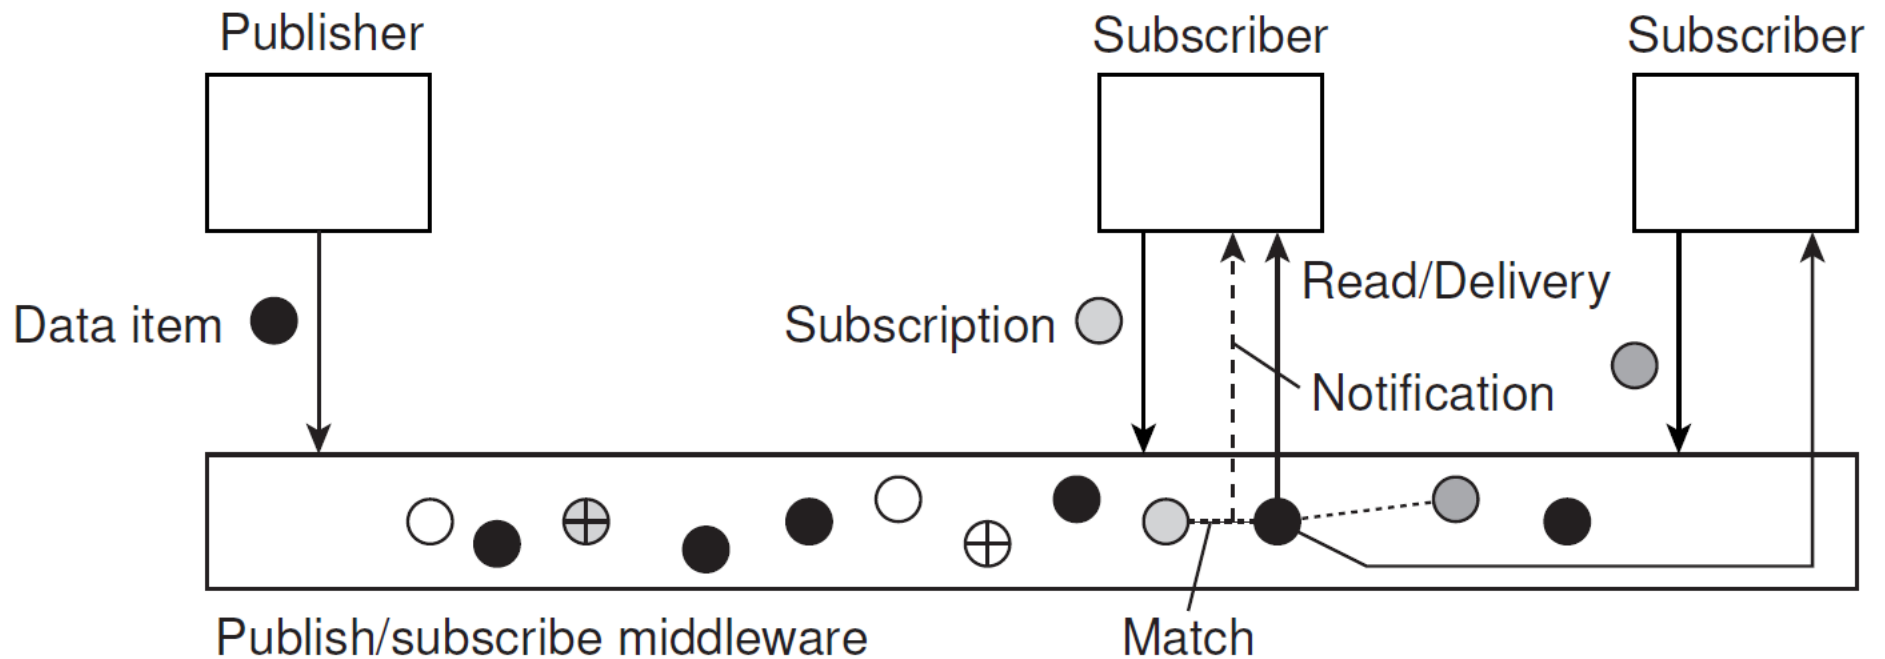 Publisher
Subscriber
Subscriber
Data item
Subscription
Read/Delivery
Notification
Publish/subscribe middleware
Match